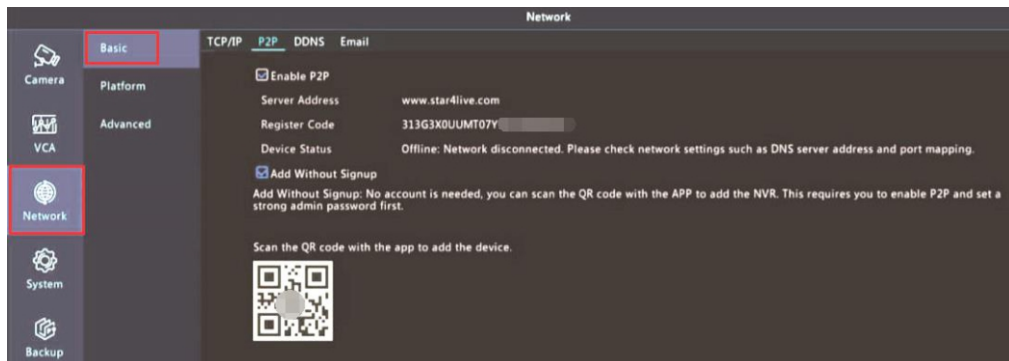 Network
Basic
TCP/IP P2P DDNS Email
Camera
Platform
Advanced
VCA
Network
System
Backup
Enable P2P
Server Address www.star4live.com
Register Code 313G3X0UUMT07Y
Device Status Offline: Network disconnected. Please check network settings such as DNS server address and port mapping.
Add Without Signup
Add Without Signup: No account is needed, you can scan the QR code with the APP to add the NVR. This requires you to enable P2P and set a
strong admin password first.
Scan the QR code with the app to add the device.